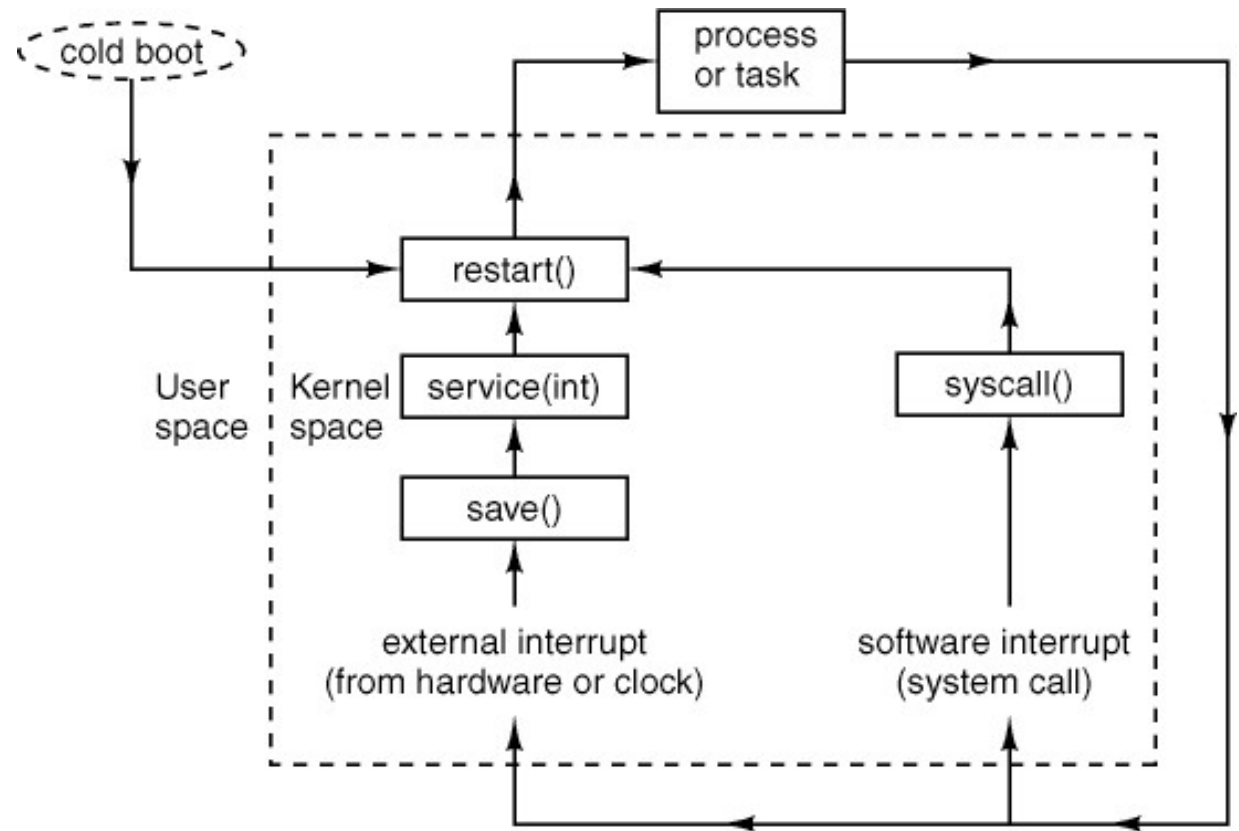 cold boot
process
or task
restart()
User
space
Kernel
space
service(int)
syscall()
save()
external interrupt
(from hardware or clock)
software interrupt
(system call)